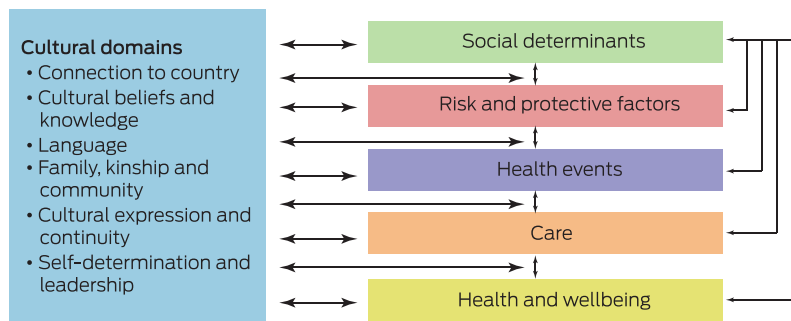 Cultural domains
• Connection to country
• Cultural beliefs and
knowledge
• Language
• Family, kinship and
community
• Cultural expression and
continuity
• Self-determination and
leadership
Social determinants
Risk and protective factors
Health events
Care
Health and wellbeing